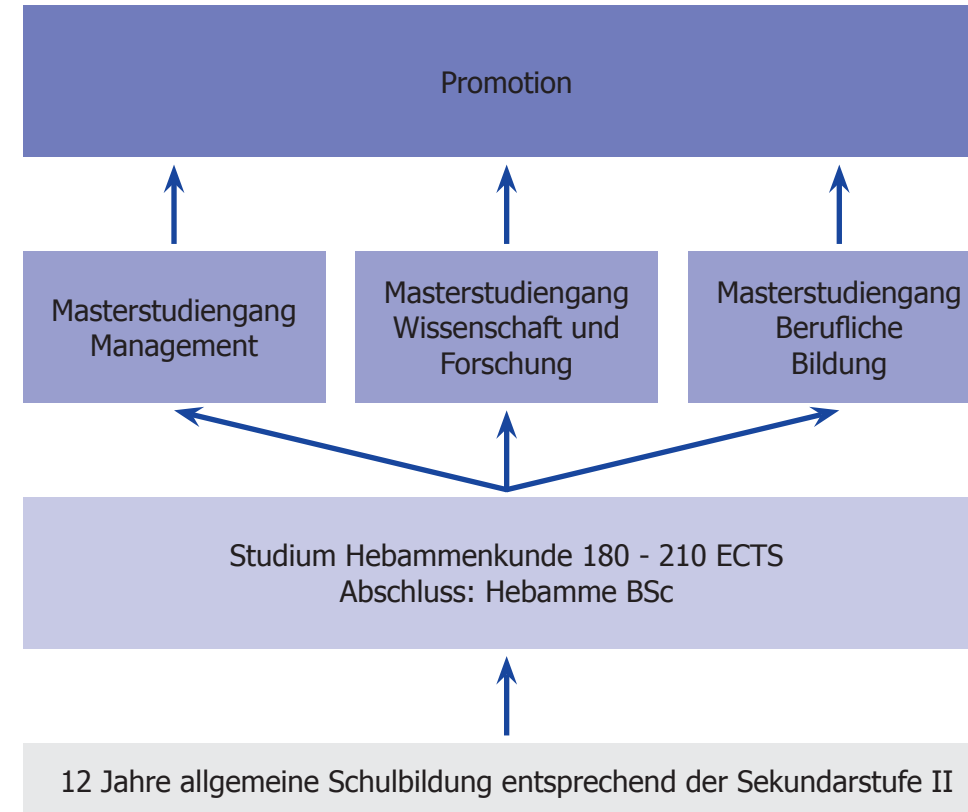 Promotion
Masterstudiengang
Management
Masterstudiengang
Wissenschaft und
Forschung
Masterstudiengang
Berufliche
Bildung
Studium Hebammenkunde 180 - 210 ECTS
Abschluss: Hebamme BSc
12 Jahre allgemeine Schulbildung entsprechend der Sekundarstufe II